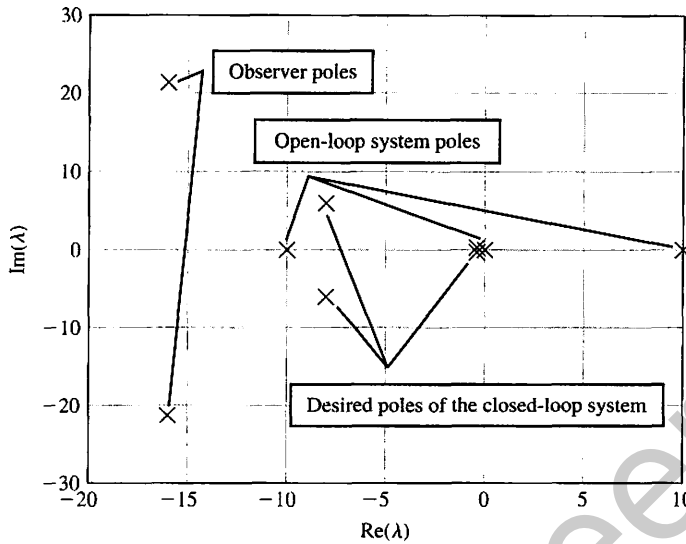 30
20
10
0
−10
−20
−30
Im(λ)
Observer poles
Open-loop system poles
Desired poles of the closed-loop system
−20
−15
−10
−5
0
5
10
Re(λ)